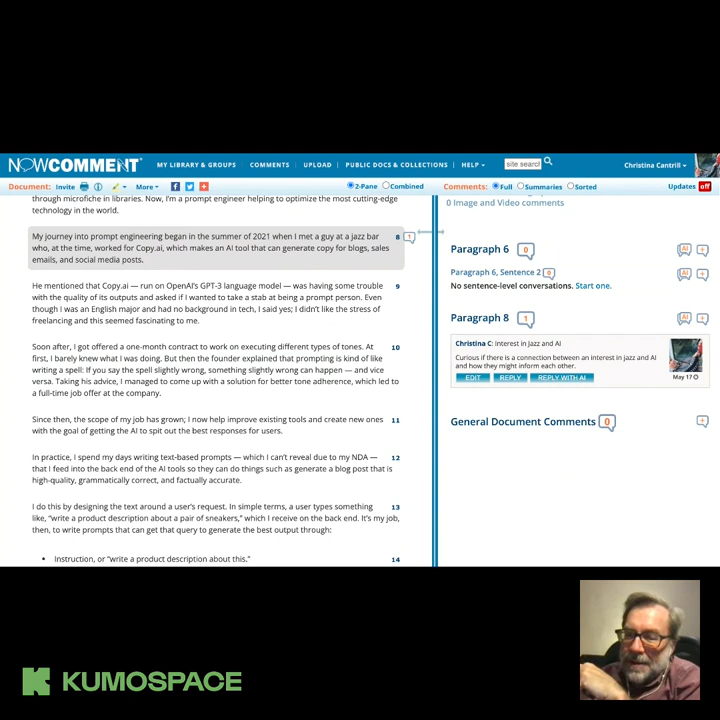 NOWCOMMENT®
MY LIBRARY & GROUPS | COMMENTS | UPLOAD | PUBLIC DOCS & COLLECTIONS | HELP
site search
Christina Cantrill
Document: Invite
More
2-Pane Combined
Comments: Full Summaries Sorted
Updates off
through microfiche in libraries. Now, I'm a prompt engineer helping to optimize the most cutting-edge
technology in the world.
My journey into prompt engineering began in the summer of 2021 when I met a guy at a jazz bar 8 1
who, at the time, worked for Copy.ai, which makes an AI tool that can generate copy for blogs, sales
emails, and social media posts.
He mentioned that Copy.ai — run on OpenAI's GPT-3 language model — was having some trouble 9
with the quality of its outputs and asked if I wanted to take a stab at being a prompt person. Even
though I was an English major and had no background in tech, I said yes; I didn't like the stress of
freelancing and this seemed fascinating to me.
Soon after, I got offered a one-month contract to work on executing different types of tones. At 10
first, I barely knew what I was doing. But then the founder explained that prompting is kind of like
writing a spell: If you say the spell slightly wrong, something slightly wrong can happen — and vice
versa. Taking his advice, I managed to come up with a solution for better tone adherence, which led to
a full-time job offer at the company.
Since then, the scope of my job has grown; I now help improve existing tools and create new ones 11
with the goal of getting the AI to spit out the best responses for users.
In practice, I spend my days writing text-based prompts — which I can't reveal due to my NDA — 12
that I feed into the back end of the AI tools so they can do things such as generate a blog post that is
high-quality, grammatically correct, and factually accurate.
I do this by designing the text around a user's request. In simple terms, a user types something 13
like, "write a product description about a pair of sneakers," which I receive on the back end. It's my job,
then, to write prompts that can get that query to generate the best output through:
• Instruction, or "write a product description about this." 14
0 Image and Video comments
Paragraph 6 0 AI +
Paragraph 6, Sentence 2 0 AI +
No sentence-level conversations. Start one.
Paragraph 8 1 AI +
Christina C: Interest in Jazz and AI
Curious if there is a connection between an interest in jazz and AI
and how they might inform each other.
EDIT REPLY REPLY WITH AI
May 17
General Document Comments 0 +
KUMOSPACE